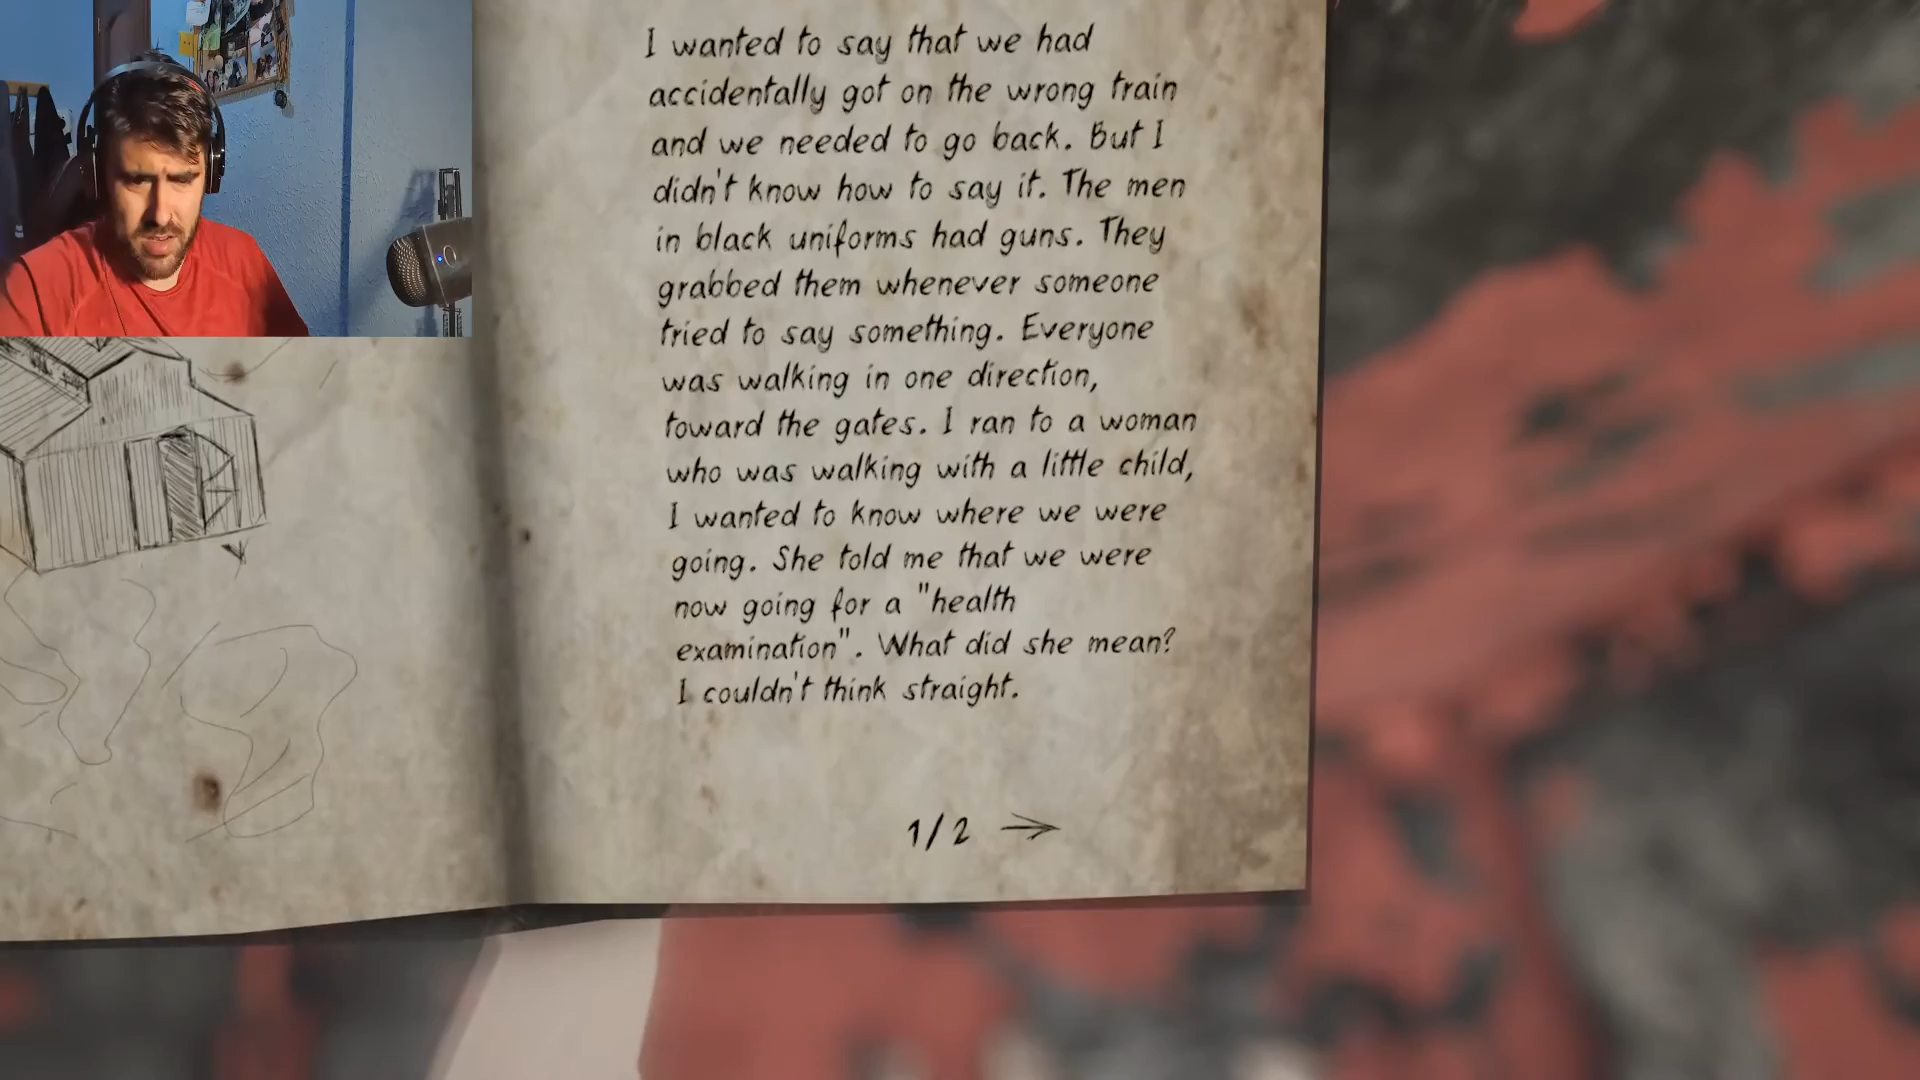 I wanted to say that we had
accidentally got on the wrong train
and we needed to go back. But I
didn't know how to say it. The men
in black uniforms had guns. They
grabbed them whenever someone
tried to say something. Everyone
was walking in one direction,
toward the gates. I ran to a woman
who was walking with a little child,
I wanted to know where we were
going. She told me that we were
now going for a "health
examination". What did she mean?
I couldn't think straight.
1/2